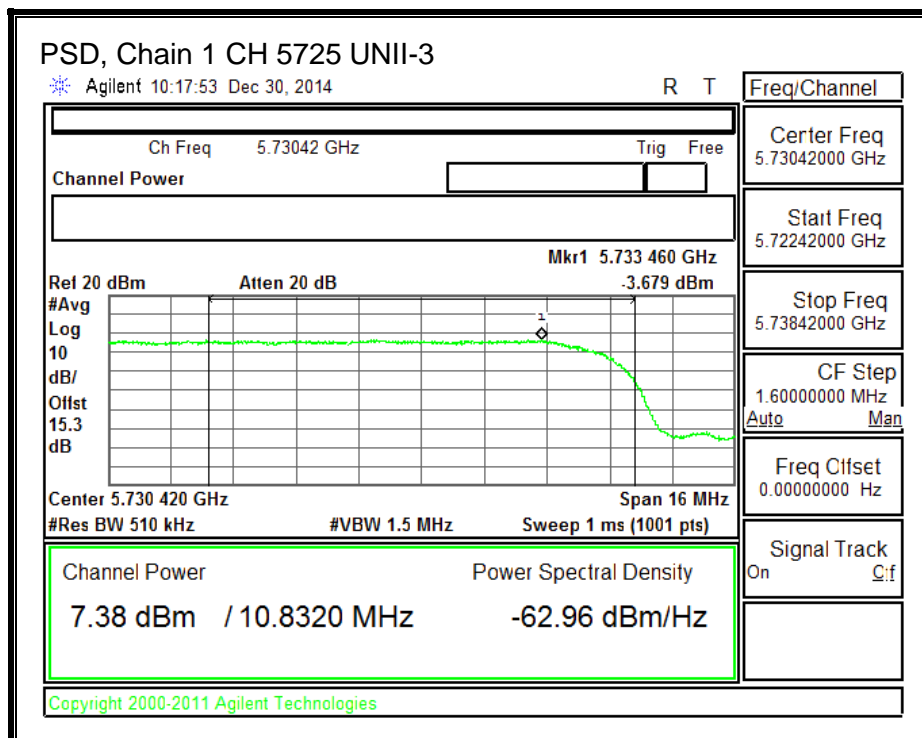 PSD, Chain 1 CH 5725 UNII-3
Agilent 10:17:53 Dec 30, 2014 R T
Freq/Channel
Ch Freq 5.73042 GHz Trig Free
Channel Power
Center Freq
5.73042000 GHz
Start Freq
5.72242000 GHz
Stop Freq
5.73842000 GHz
CF Step
1.60000000 MHz
Auto Man
Freq Offset
0.00000000 Hz
Signal Track
On Off
Mkr1 5.733 460 GHz
Ref 20 dBm Atten 20 dB -3.679 dBm
#Avg
Log
10
dB/
Offst
15.3
dB
1
Center 5.730 420 GHz Span 16 MHz
#Res BW 510 kHz #VBW 1.5 MHz Sweep 1 ms (1001 pts)
Channel Power Power Spectral Density
7.38 dBm / 10.8320 MHz -62.96 dBm/Hz
Copyright 2000-2011 Agilent Technologies